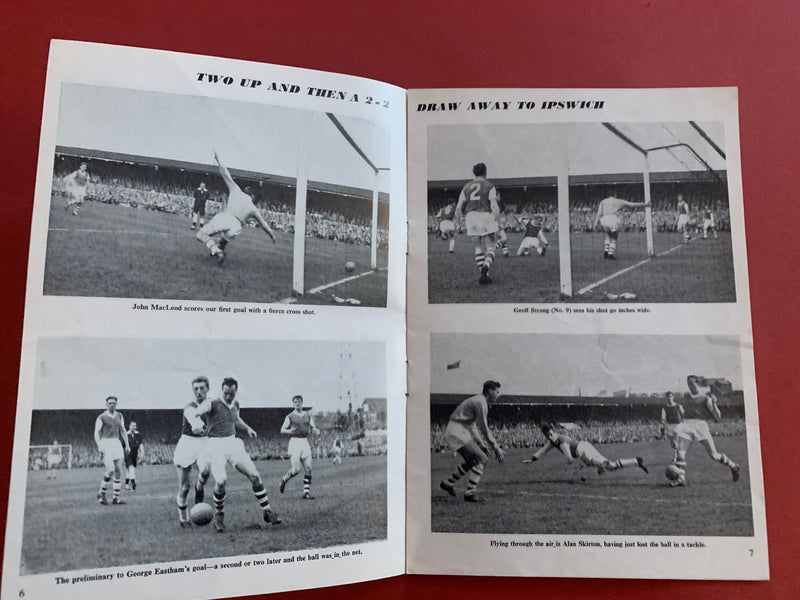 TWO UP AND THEN A 2-2
John MacLeod scores our first goal with a fierce cross shot.
The preliminary to George Eastham's goal—a second or two later and the ball was in the net.
6
DRAW AWAY TO IPSWICH
2
Geoff Strong (No. 9) sees his shot go inches wide.
Flying through the air is Alan Skirton, having just lost the ball in a tackle.
7